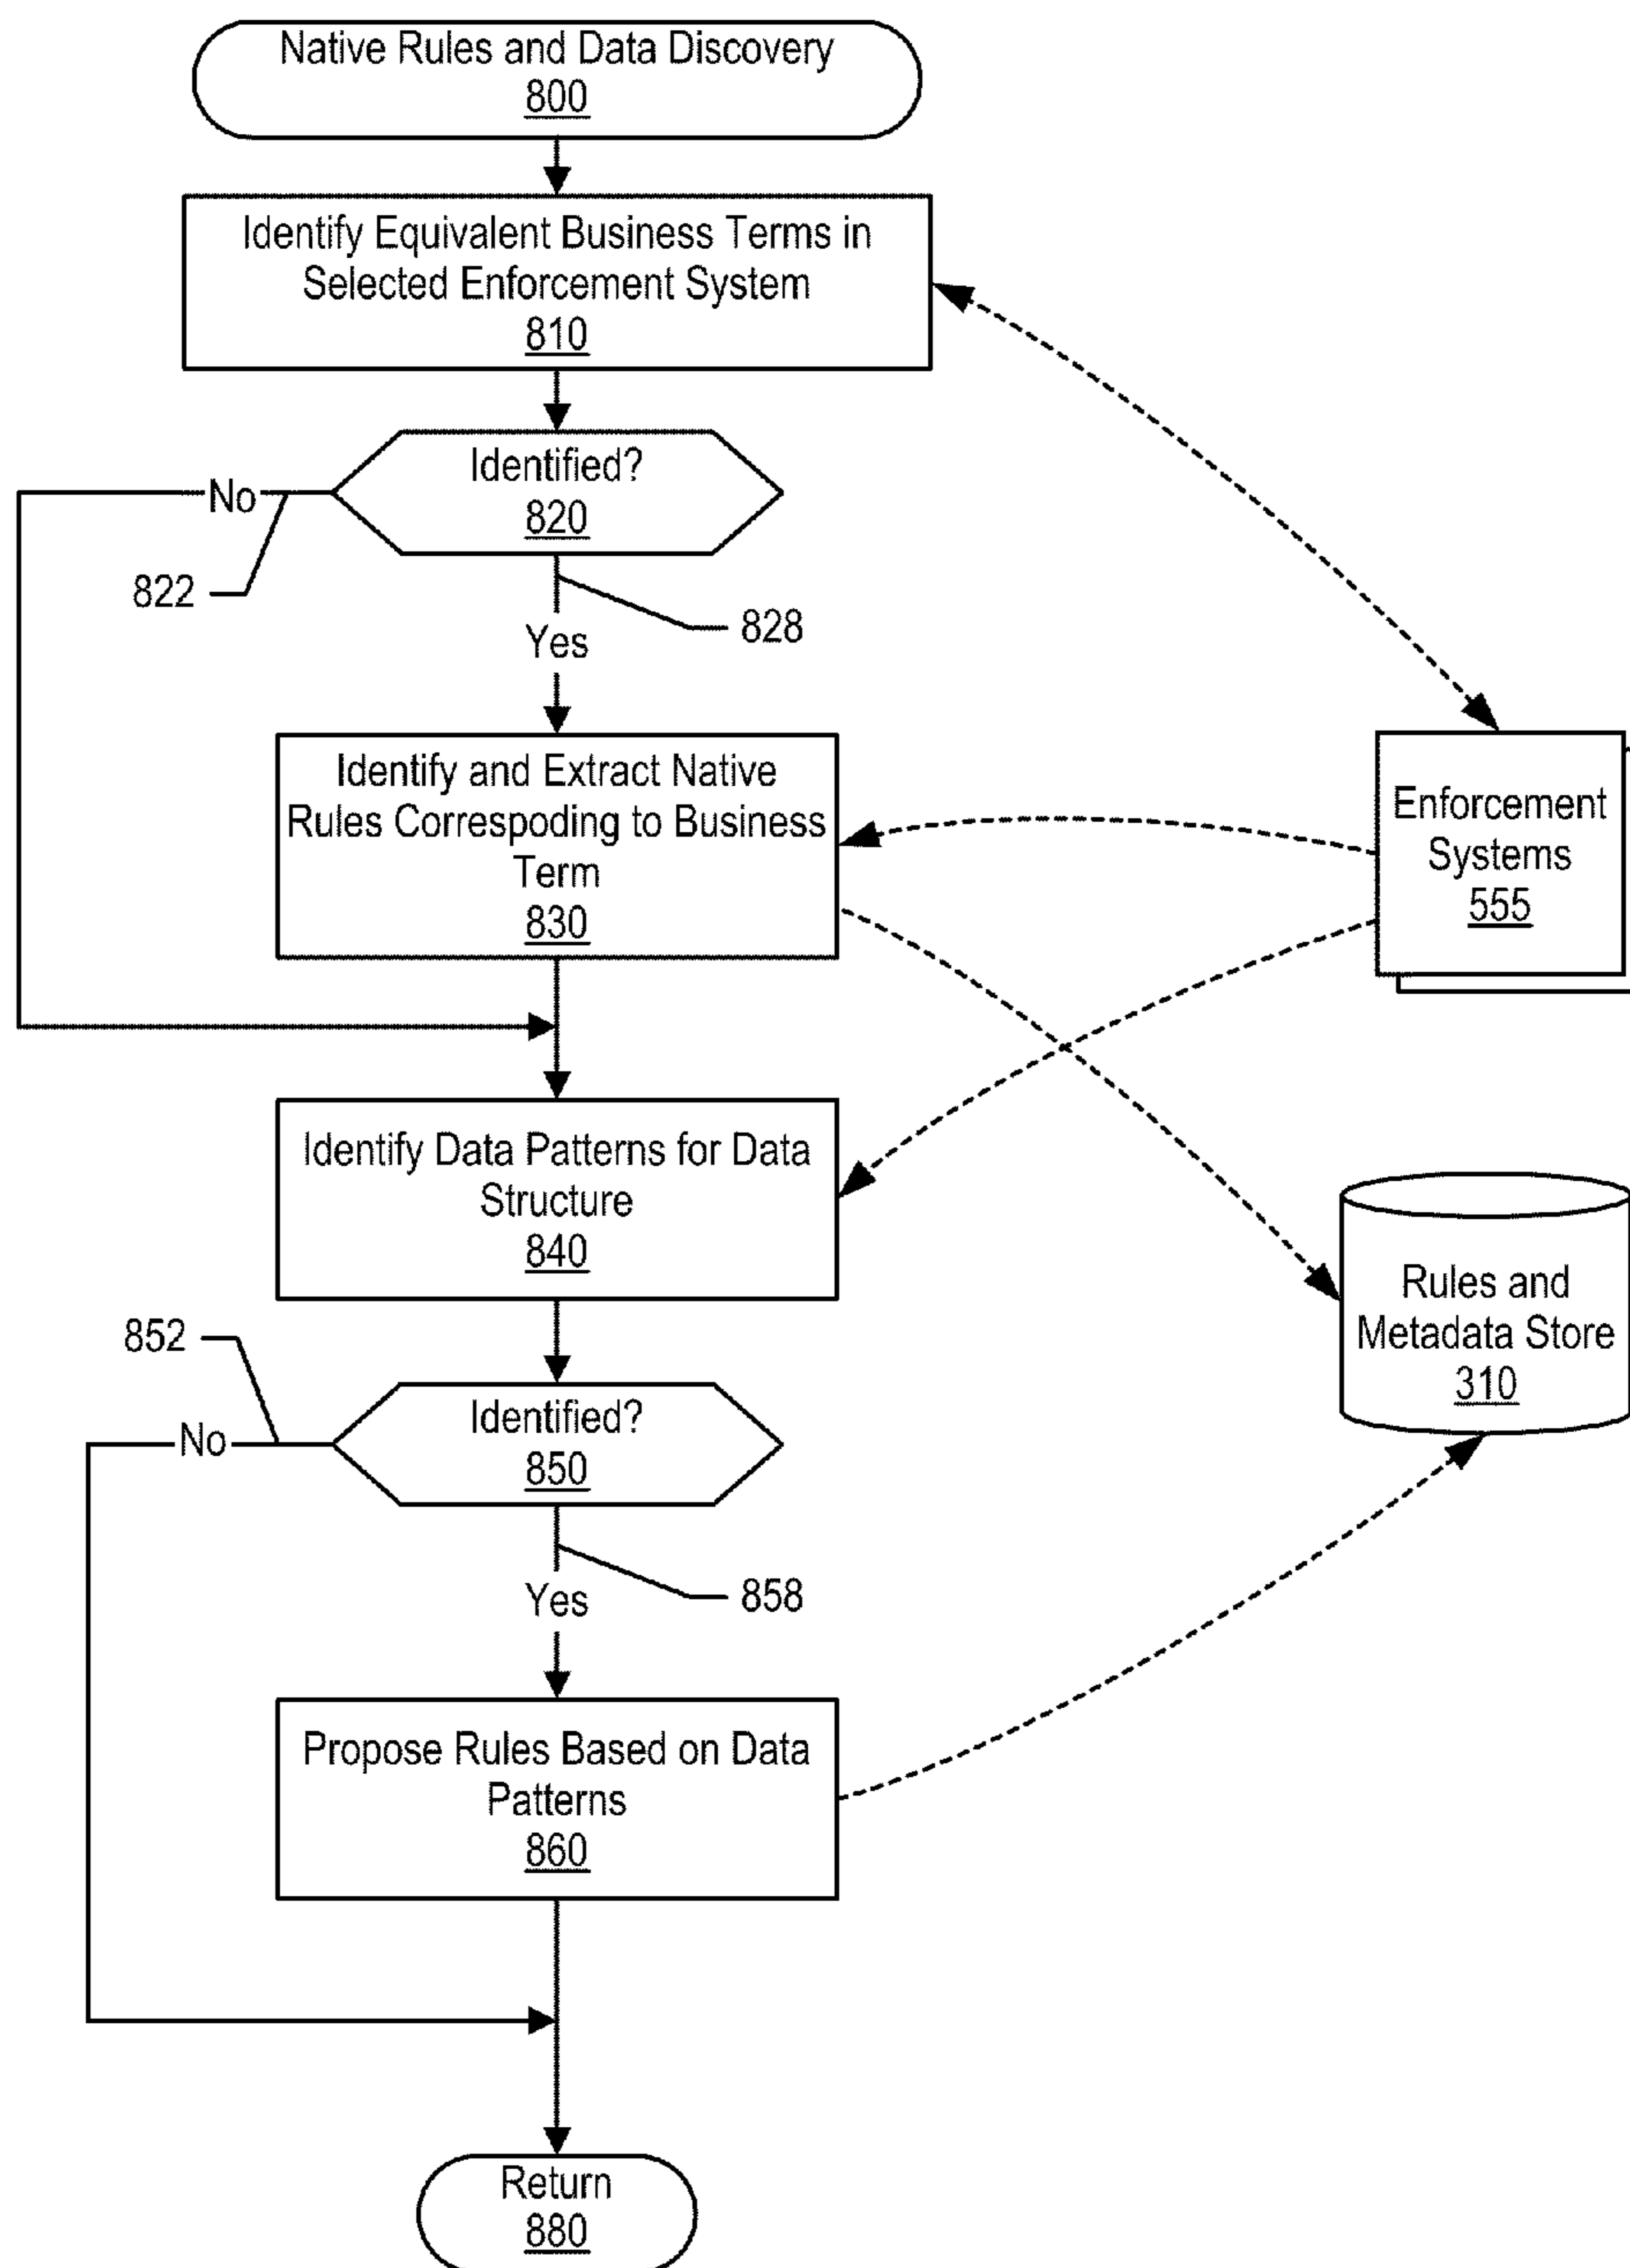 Native Rules and Data Discovery
800
Identify Equivalent Business Terms in
Selected Enforcement System
810
Identified?
820
No
822
828
Yes
Identify and Extract Native
Rules Correspoding to Business
Term
830
Enforcement
Systems
555
Identify Data Patterns for Data
Structure
840
Rules and
Metadata Store
310
852
Identified?
850
No
858
Yes
Propose Rules Based on Data
Patterns
860
Return
880